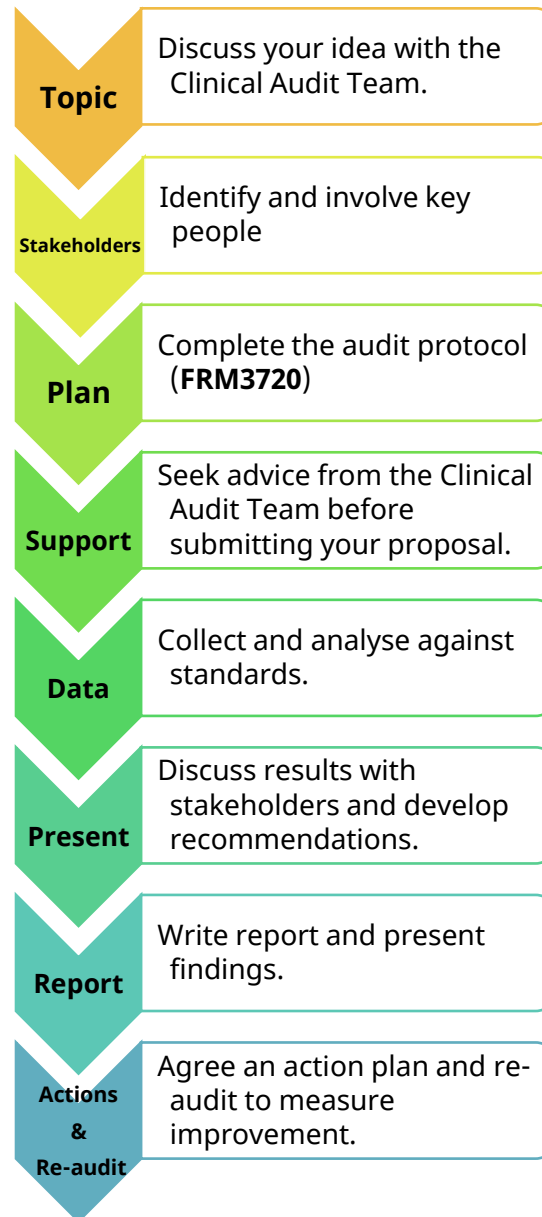 Topic
Discuss your idea with the
Clinical Audit Team.
Stakeholders
Identify and involve key
people
Plan
Complete the audit protocol
(FRM3720)
Support
Seek advice from the Clinical
Audit Team before
submitting your proposal.
Data
Collect and analyse against
standards.
Present
Discuss results with
stakeholders and develop
recommendations.
Report
Write report and present
findings.
Actions
&
Re-audit
Agree an action plan and re-
audit to measure
improvement.